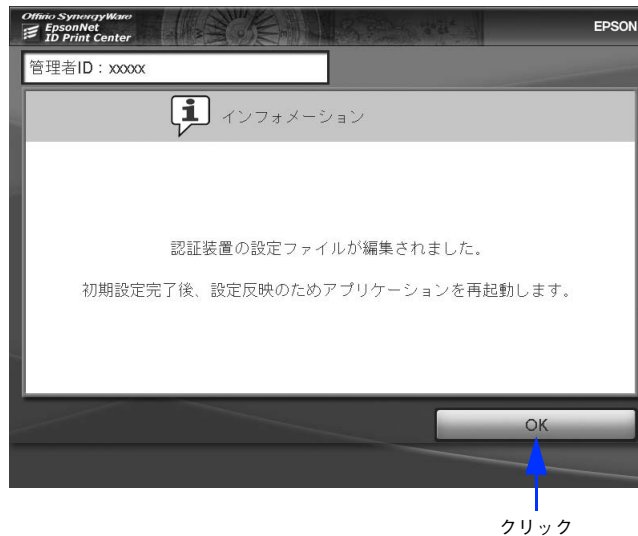 Offirio SynergyWare
EpsonNet
ID Print Center
EPSON
管理者ID：xxxxx
インフォメーション
認証装置の設定ファイルが編集されました。
初期設定完了後、設定反映のためアプリケーションを再起動します。
OK
クリック